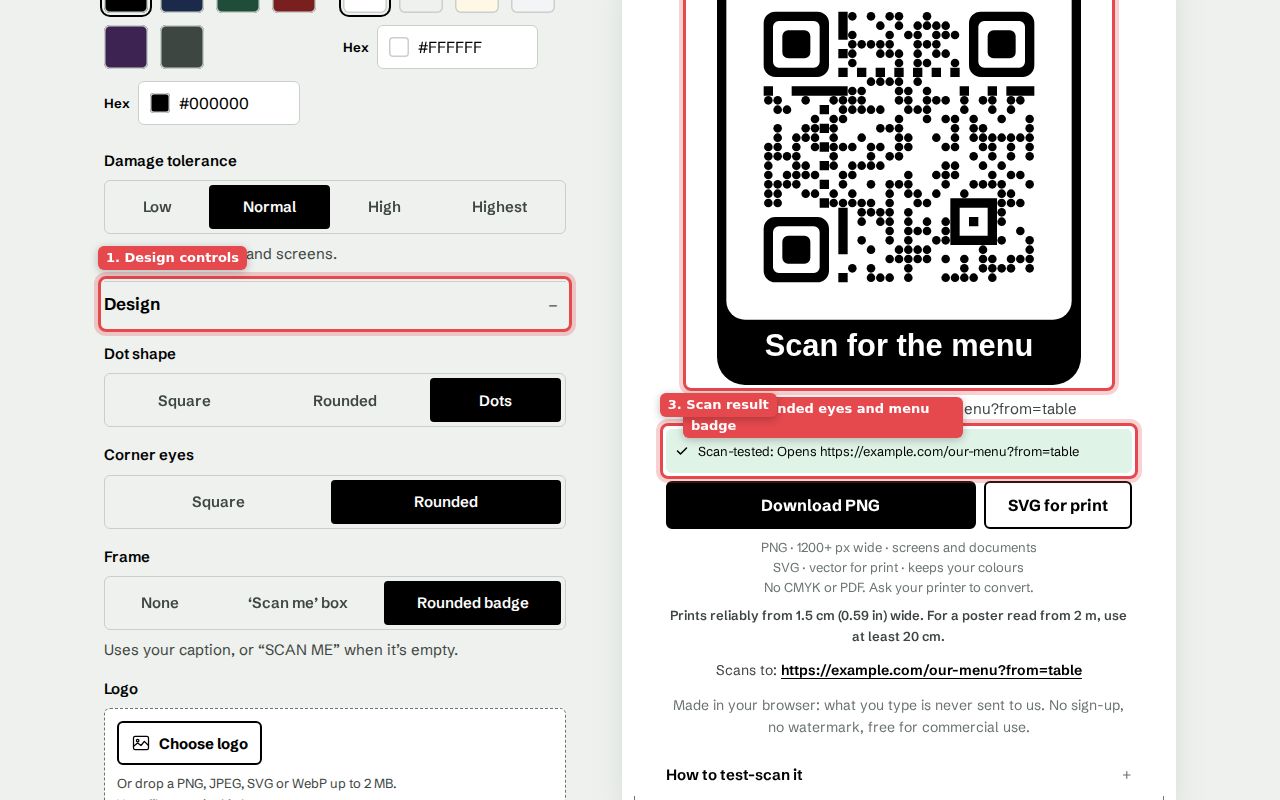 Hex #FFFFFF
Hex #000000
Damage tolerance
Low Normal High Highest
1. Design controls
and screens.
Design −
Dot shape
Square Rounded Dots
Corner eyes
Square Rounded
Frame
None ‘Scan me’ box Rounded badge
Uses your caption, or “SCAN ME” when it’s empty.
Logo
Choose logo
Or drop a PNG, JPEG, SVG or WebP up to 2 MB.
Scan for the menu
3. Scan result
eyes and menu
badge
Scan-tested: Opens https://example.com/our-menu?from=table
Download PNG SVG for print
PNG · 1200+ px wide · screens and documents
SVG · vector for print · keeps your colours
No CMYK or PDF. Ask your printer to convert.
Prints reliably from 1.5 cm (0.59 in) wide. For a poster read from 2 m, use
at least 20 cm.
Scans to: https://example.com/our-menu?from=table
Made in your browser: what you type is never sent to us. No sign-up,
no watermark, free for commercial use.
How to test-scan it +